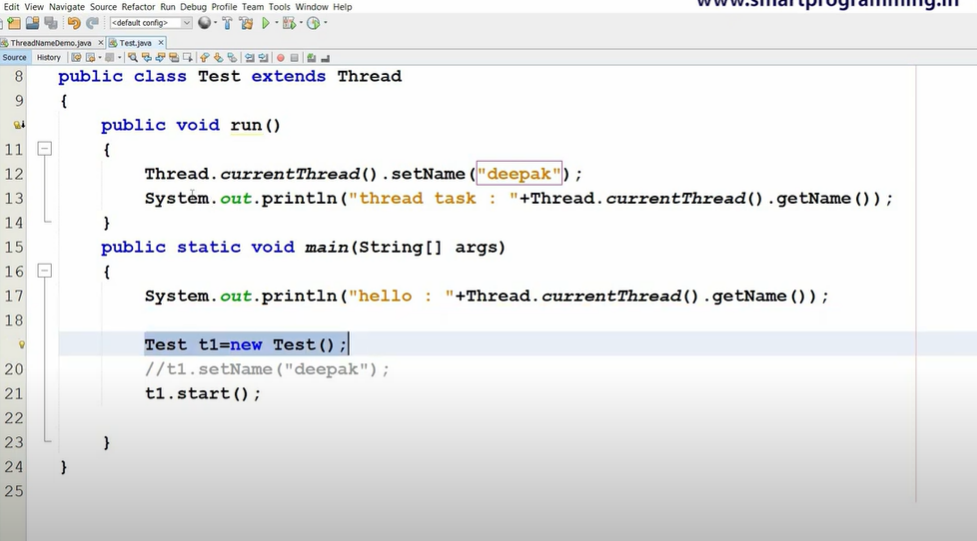 www.smartprogramming.in
Edit View Navigate Source Refactor Run Debug Profile Team Tools Window Help
<default config>
ThreadNameDemo.java Test.java
Source History
8 public class Test extends Thread
9 {
public void run()
11 {
12 Thread.currentThread().setName("deepak");
13 System.out.println("thread task : "+Thread.currentThread().getName());
14 }
15 public static void main(String[] args)
16 {
17 System.out.println("hello : "+Thread.currentThread().getName());
18
Test t1=new Test();
20 //t1.setName("deepak");
21 t1.start();
22
23 }
24 }
25